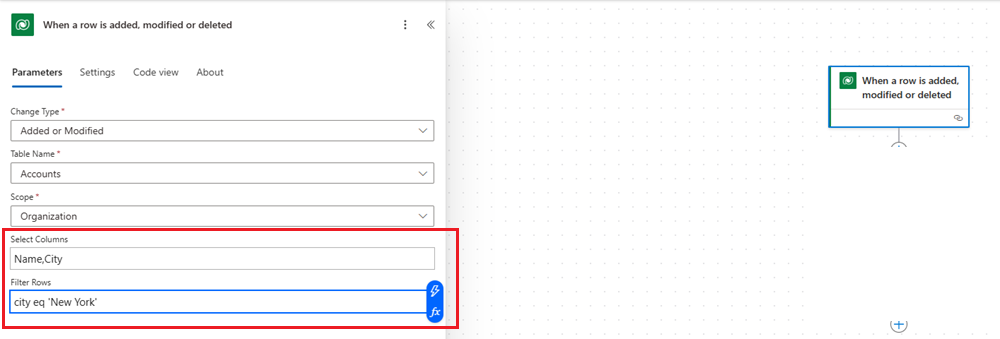 When a row is added, modified or deleted
Parameters Settings Code view About
Change Type *
Added or Modified
Table Name *
Accounts
Scope *
Organization
Select Columns
Name,City
Filter Rows
city eq 'New York'
fx
When a row is added,
modified or deleted